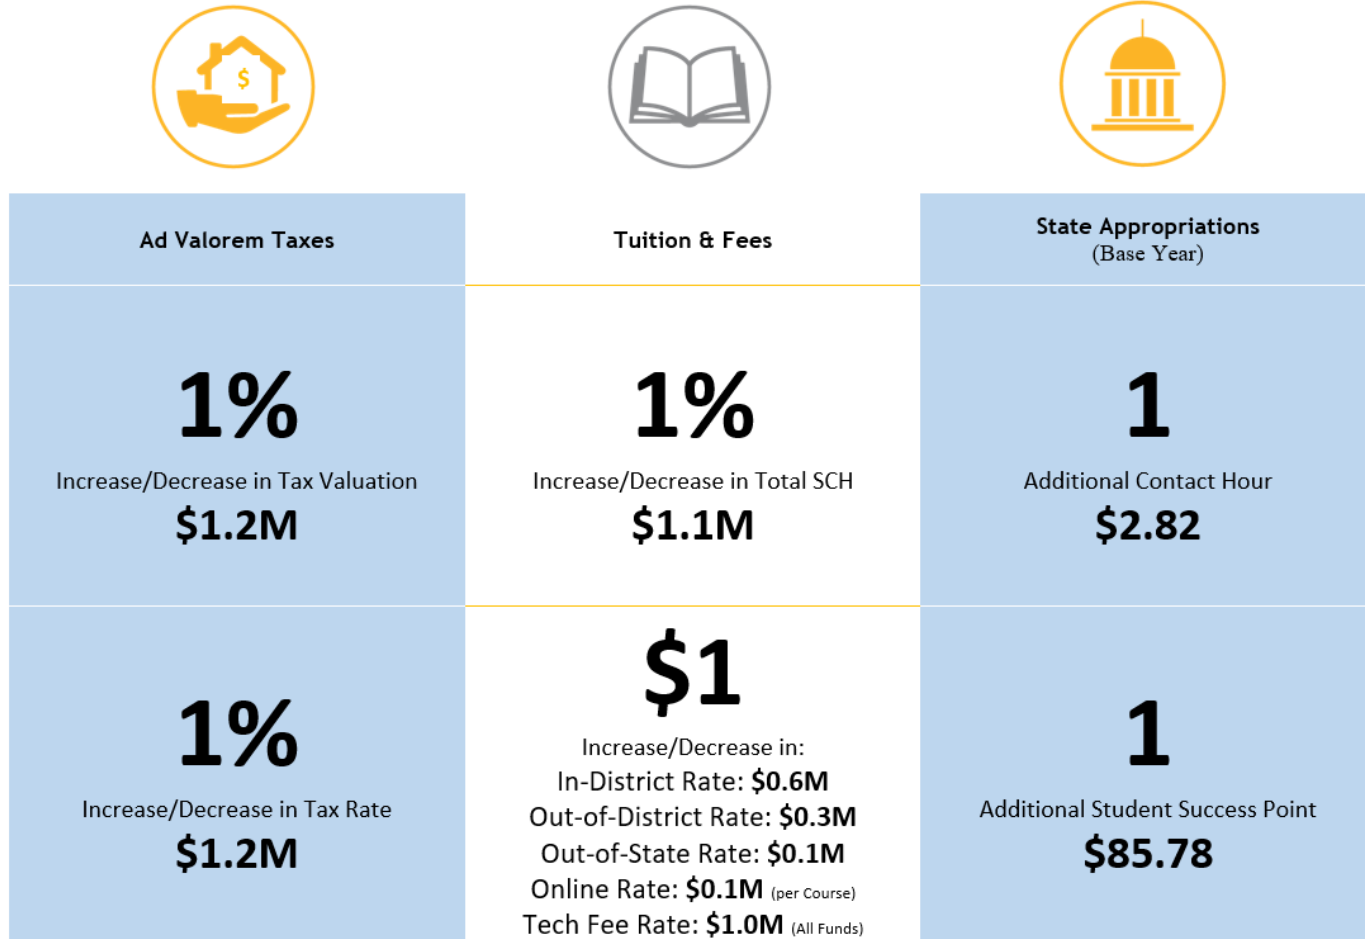 $
Ad Valorem Taxes
Tuition & Fees
State Appropriations
(Base Year)
1%
Increase/Decrease in Tax Valuation
$1.2M
1%
Increase/Decrease in Total SCH
$1.1M
1
Additional Contact Hour
$2.82
1%
Increase/Decrease in Tax Rate
$1.2M
$1
Increase/Decrease in:
In-District Rate: $0.6M
Out-of-District Rate: $0.3M
Out-of-State Rate: $0.1M
Online Rate: $0.1M (per Course)
Tech Fee Rate: $1.0M (All Funds)
1
Additional Student Success Point
$85.78